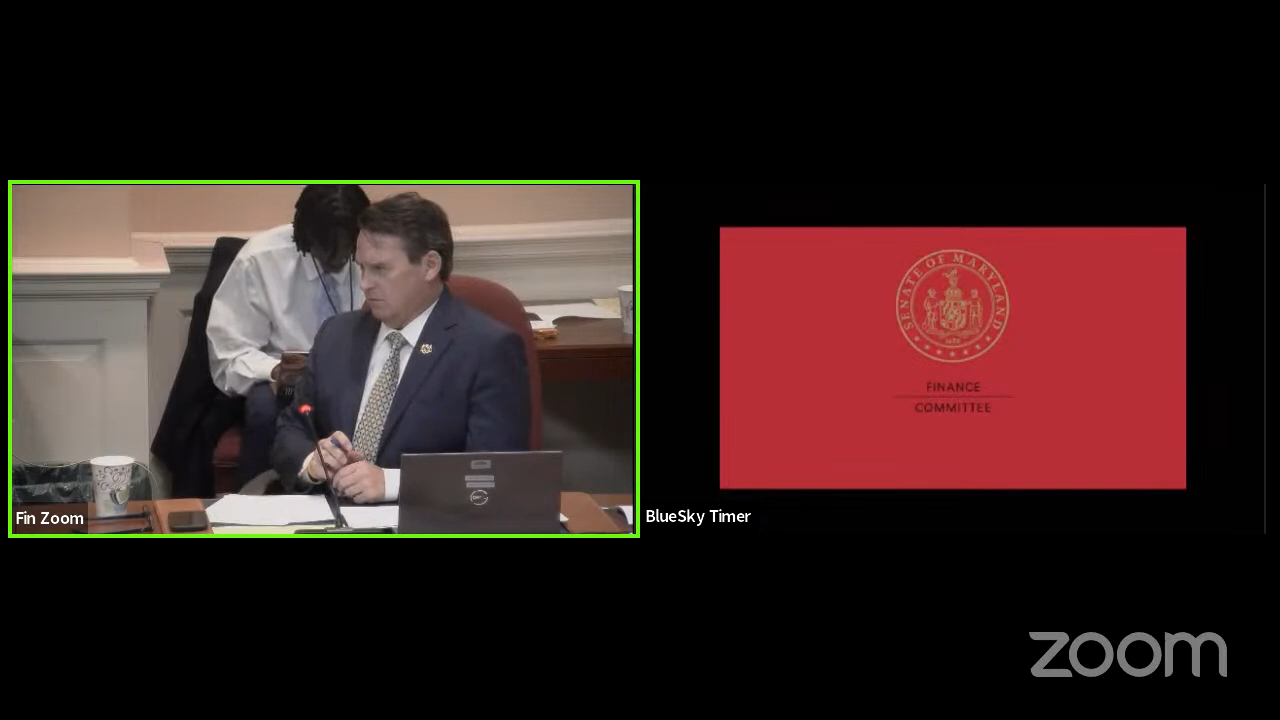 SENATE OF MARYLAND
FINANCE
COMMITTEE
Fin Zoom
BlueSky Timer
zoom